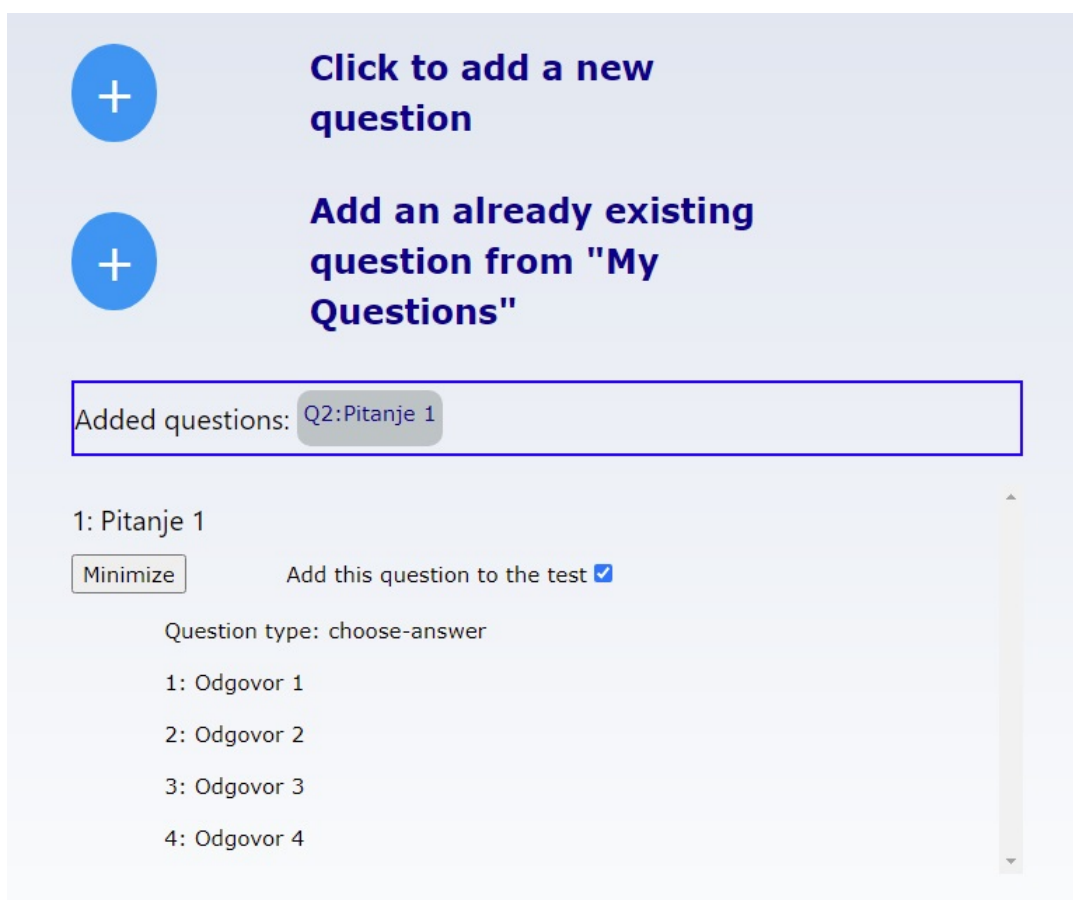 +
Click to add a new
question
+
Add an already existing
question from "My
Questions"
Added questions: Q2:Pitanje 1
1: Pitanje 1
Minimize Add this question to the test
Question type: choose-answer
1: Odgovor 1
2: Odgovor 2
3: Odgovor 3
4: Odgovor 4